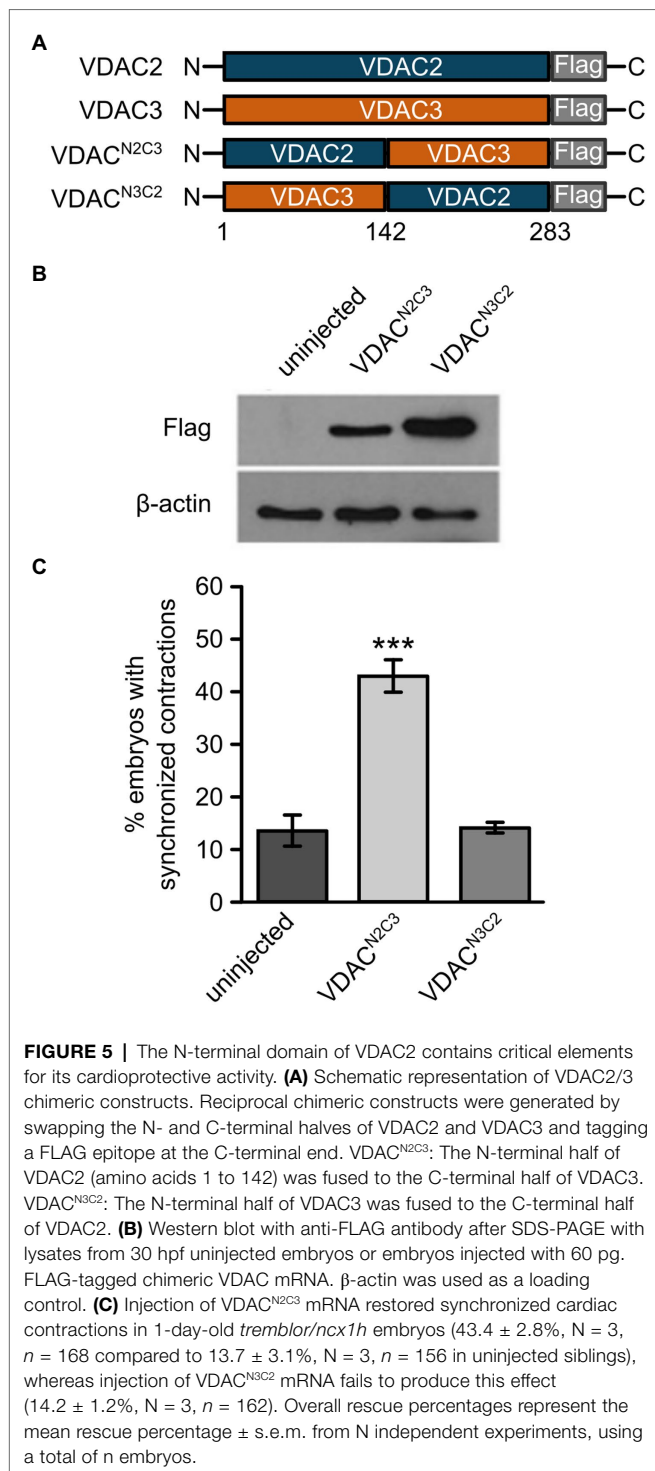 A
VDAC2 N VDAC2 Flag C
VDAC3 N VDAC3 Flag C
VDACᴺ²ᶜ³ N VDAC2 VDAC3 Flag C
VDACᴺ³ᶜ² N VDAC3 VDAC2 Flag C
1 142 283
B
uninjected VDACᴺ²ᶜ³ VDACᴺ³ᶜ²
Flag
β-actin
C
% embryos with
synchronized contractions
60
50
40
30
20
10
0
***
uninjected VDACᴺ²ᶜ³ VDACᴺ³ᶜ²
FIGURE 5 | The N-terminal domain of VDAC2 contains critical elements
for its cardioprotective activity. (A) Schematic representation of VDAC2/3
chimeric constructs. Reciprocal chimeric constructs were generated by
swapping the N- and C-terminal halves of VDAC2 and VDAC3 and tagging
a FLAG epitope at the C-terminal end. VDACᴺ²ᶜ³: The N-terminal half of
VDAC2 (amino acids 1 to 142) was fused to the C-terminal half of VDAC3.
VDACᴺ³ᶜ²: The N-terminal half of VDAC3 was fused to the C-terminal half
of VDAC2. (B) Western blot with anti-FLAG antibody after SDS-PAGE with
lysates from 30 hpf uninjected embryos or embryos injected with 60 pg.
FLAG-tagged chimeric VDAC mRNA. β-actin was used as a loading
control. (C) Injection of VDACᴺ²ᶜ³ mRNA restored synchronized cardiac
contractions in 1-day-old tremblor/ncx1h embryos (43.4 ± 2.8%, N = 3,
n = 168 compared to 13.7 ± 3.1%, N = 3, n = 156 in uninjected siblings),
whereas injection of VDACᴺ³ᶜ² mRNA fails to produce this effect
(14.2 ± 1.2%, N = 3, n = 162). Overall rescue percentages represent the
mean rescue percentage ± s.e.m. from N independent experiments, using
a total of n embryos.